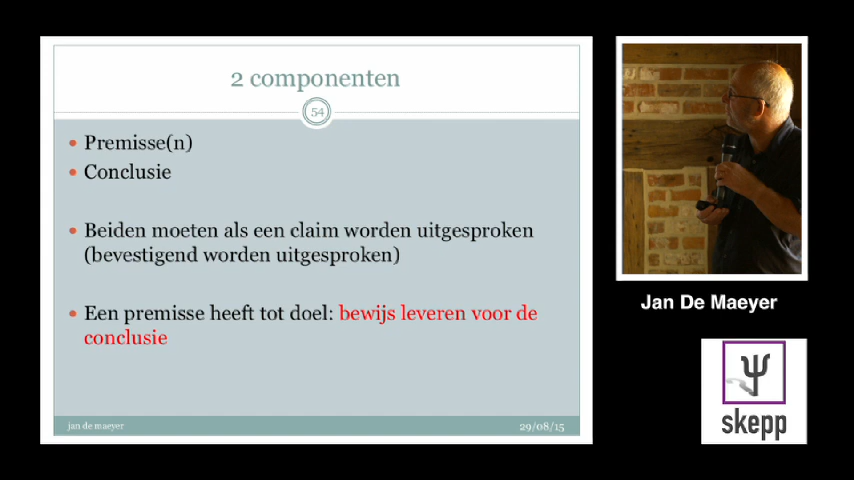 2 componenten
54
Premisse(n)
Conclusie
Beiden moeten als een claim worden uitgesproken
(bevestigend worden uitgesproken)
Een premisse heeft tot doel: bewijs leveren voor de
conclusie
jan de maeyer
29/08/15
Jan De Maeyer
skepp